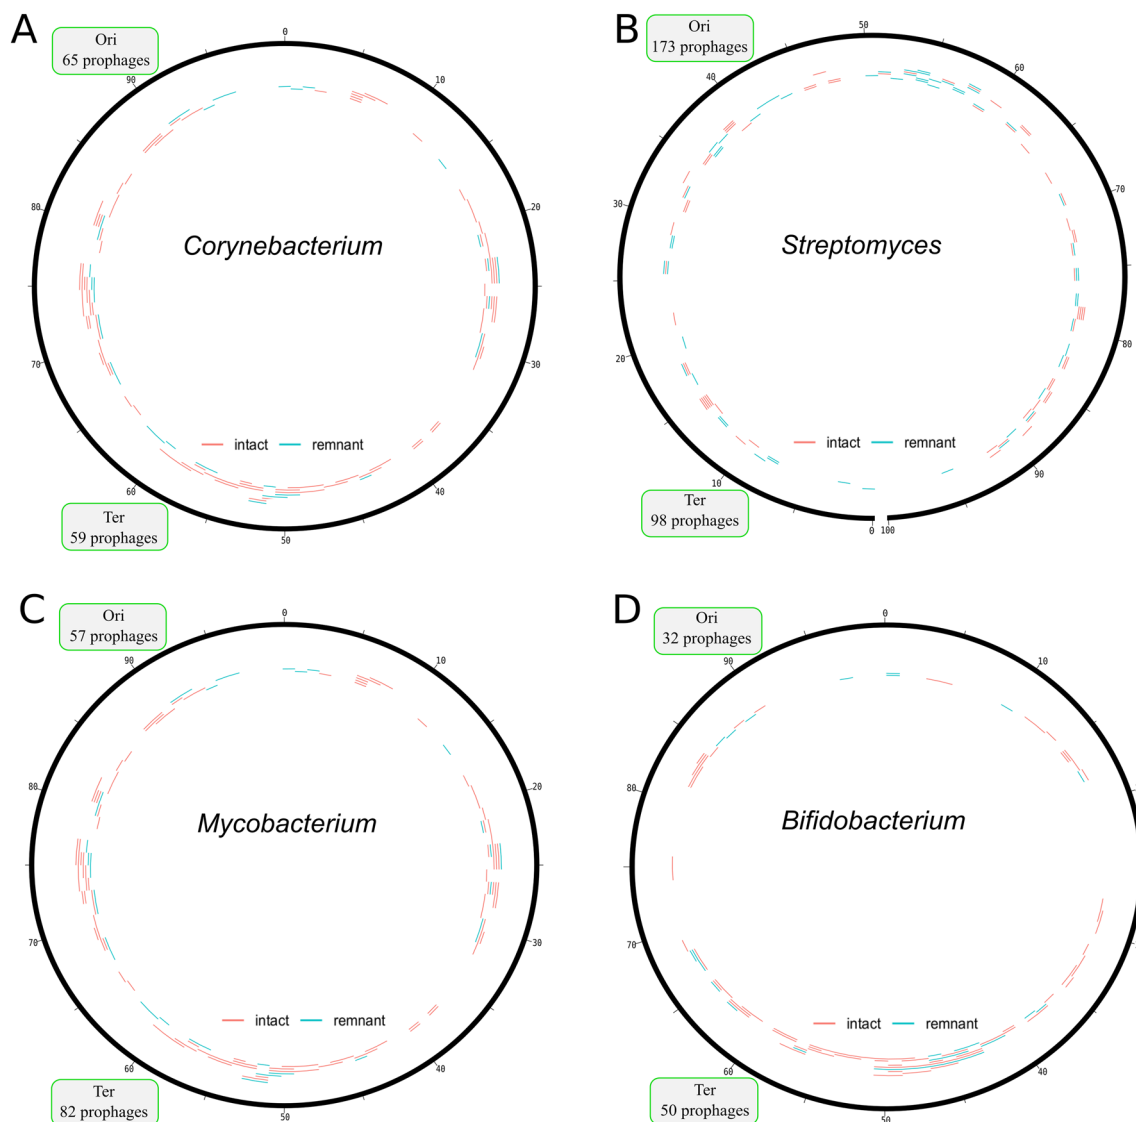 A
Ori
65 prophages
0
10
20
30
40
50
60
70
80
90
Corynebacterium
intact
remnant
Ter
59 prophages
B
Ori
173 prophages
50
60
70
80
90
100
0
10
20
30
40
Streptomyces
intact
remnant
Ter
98 prophages
C
Ori
57 prophages
0
10
20
30
40
50
60
70
80
90
Mycobacterium
intact
remnant
Ter
82 prophages
D
Ori
32 prophages
0
10
40
50
60
70
80
90
Bifidobacterium
intact
remnant
Ter
50 prophages